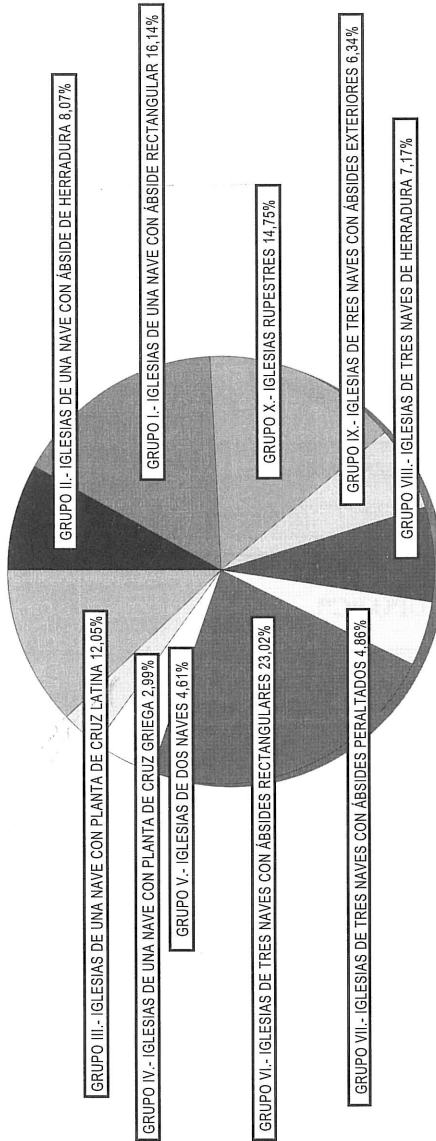 GRUPO III.- IGLESIAS DE UNA NAVE CON PLANTA DE CRUZ LATINA 12,05%
GRUPO IV.- IGLESIAS DE UNA NAVE CON PLANTA DE CRUZ GRIEGA 2,99%
GRUPO V.- IGLESIAS DE DOS NAVES 4,61%
GRUPO VI.- IGLESIAS DE TRES NAVES CON ÁBSIDES RECTANGULARES 23,02%
GRUPO VII.- IGLESIAS DE TRES NAVES CON ÁBSIDES PERALTADOS 4,86%
GRUPO II.- IGLESIAS DE UNA NAVE CON ÁBSIDE DE HERRADURA 8,07%
GRUPO I.- IGLESIAS DE UNA NAVE CON ÁBSIDE RECTANGULAR 16,14%
GRUPO X.- IGLESIAS RUPESTRES 14,75%
GRUPO IX.- IGLESIAS DE TRES NAVES CON ÁBSIDES EXTERIORES 6,34%
GRUPO VIII.- IGLESIAS DE TRES NAVES DE HERRADURA 7,17%